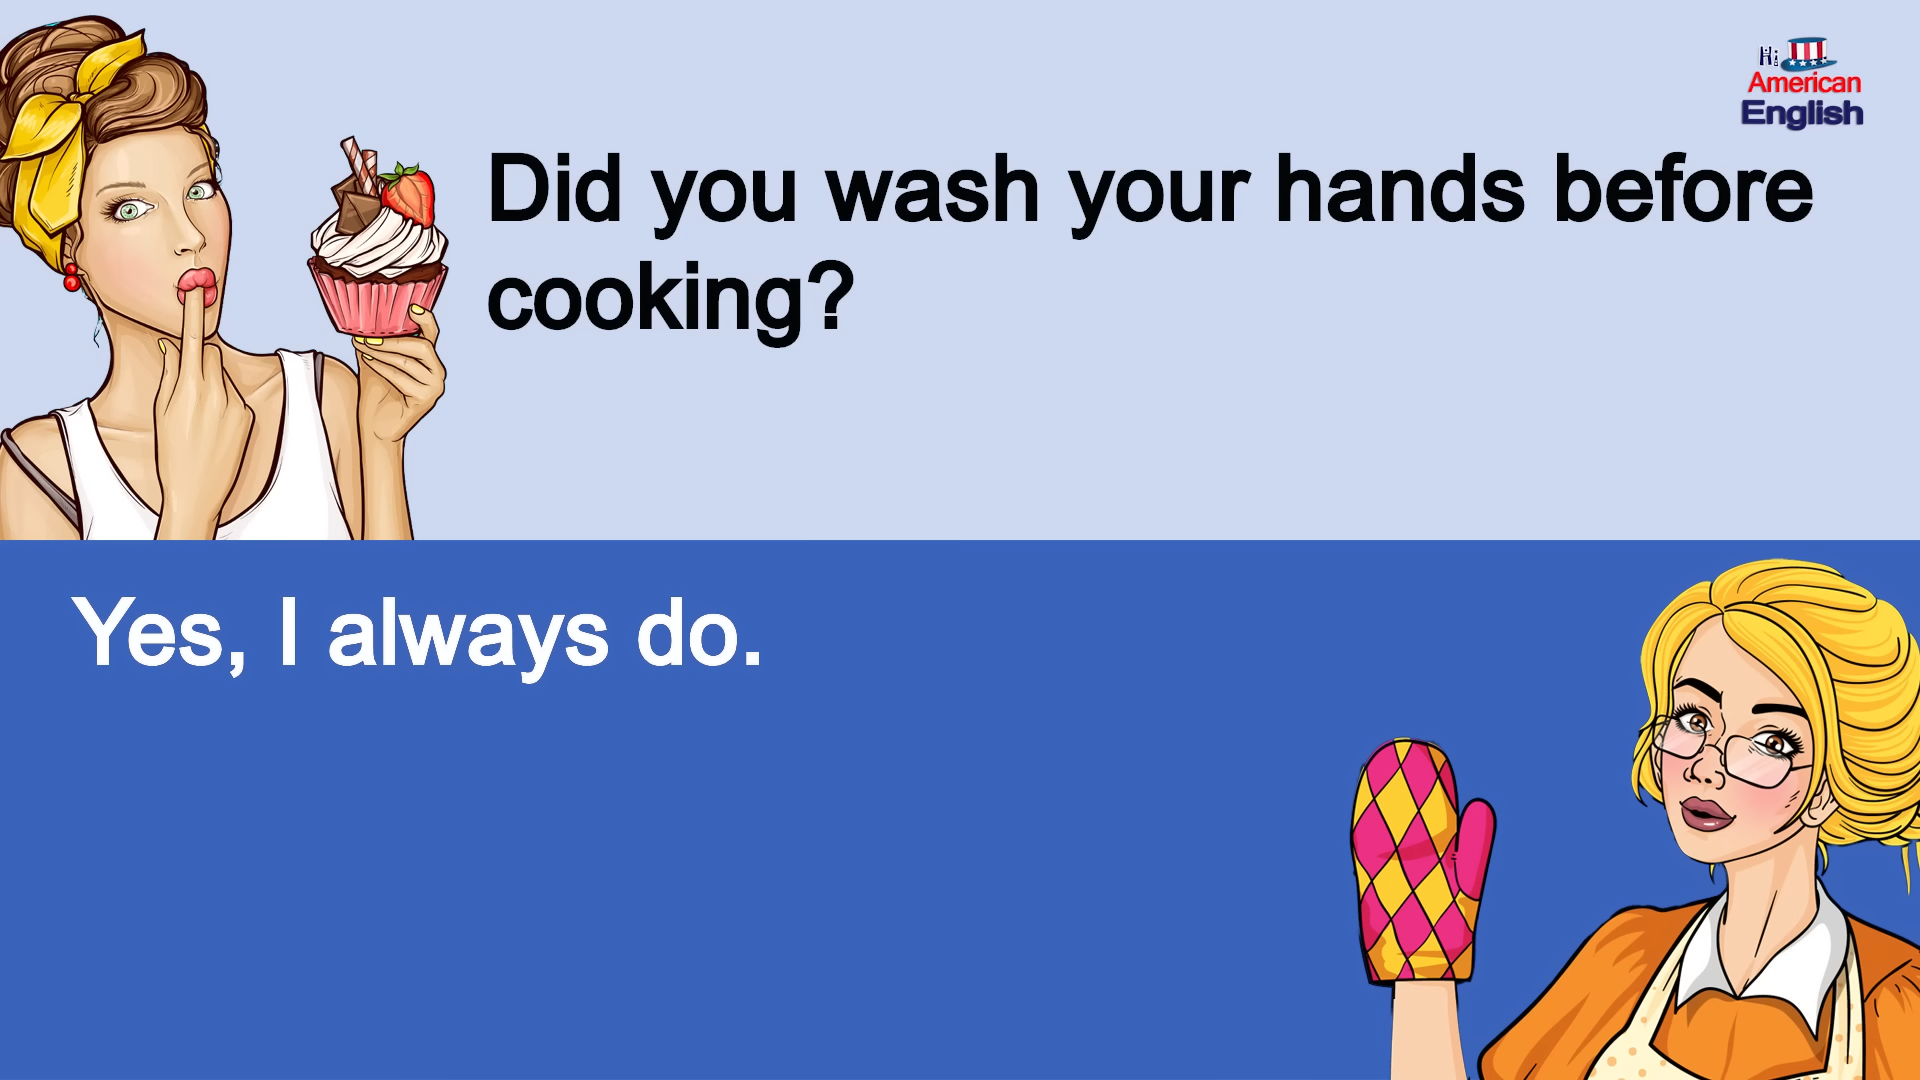 Hi
American
English
Did you wash your hands before
cooking?
Yes, I always do.